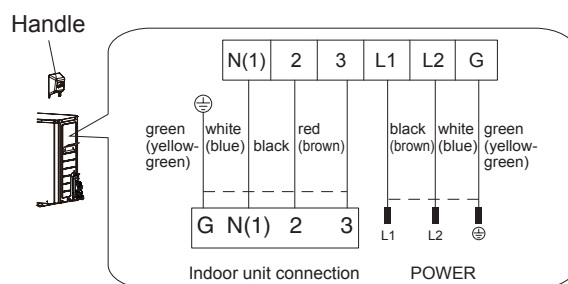 Handle
N(1) 2 3 L1 L2 G
green (yellow-green)
white (blue)
black
red (brown)
black (brown)
white (blue)
green (yellow-green)
G N(1) 2 3
L1 L2
Indoor unit connection
POWER